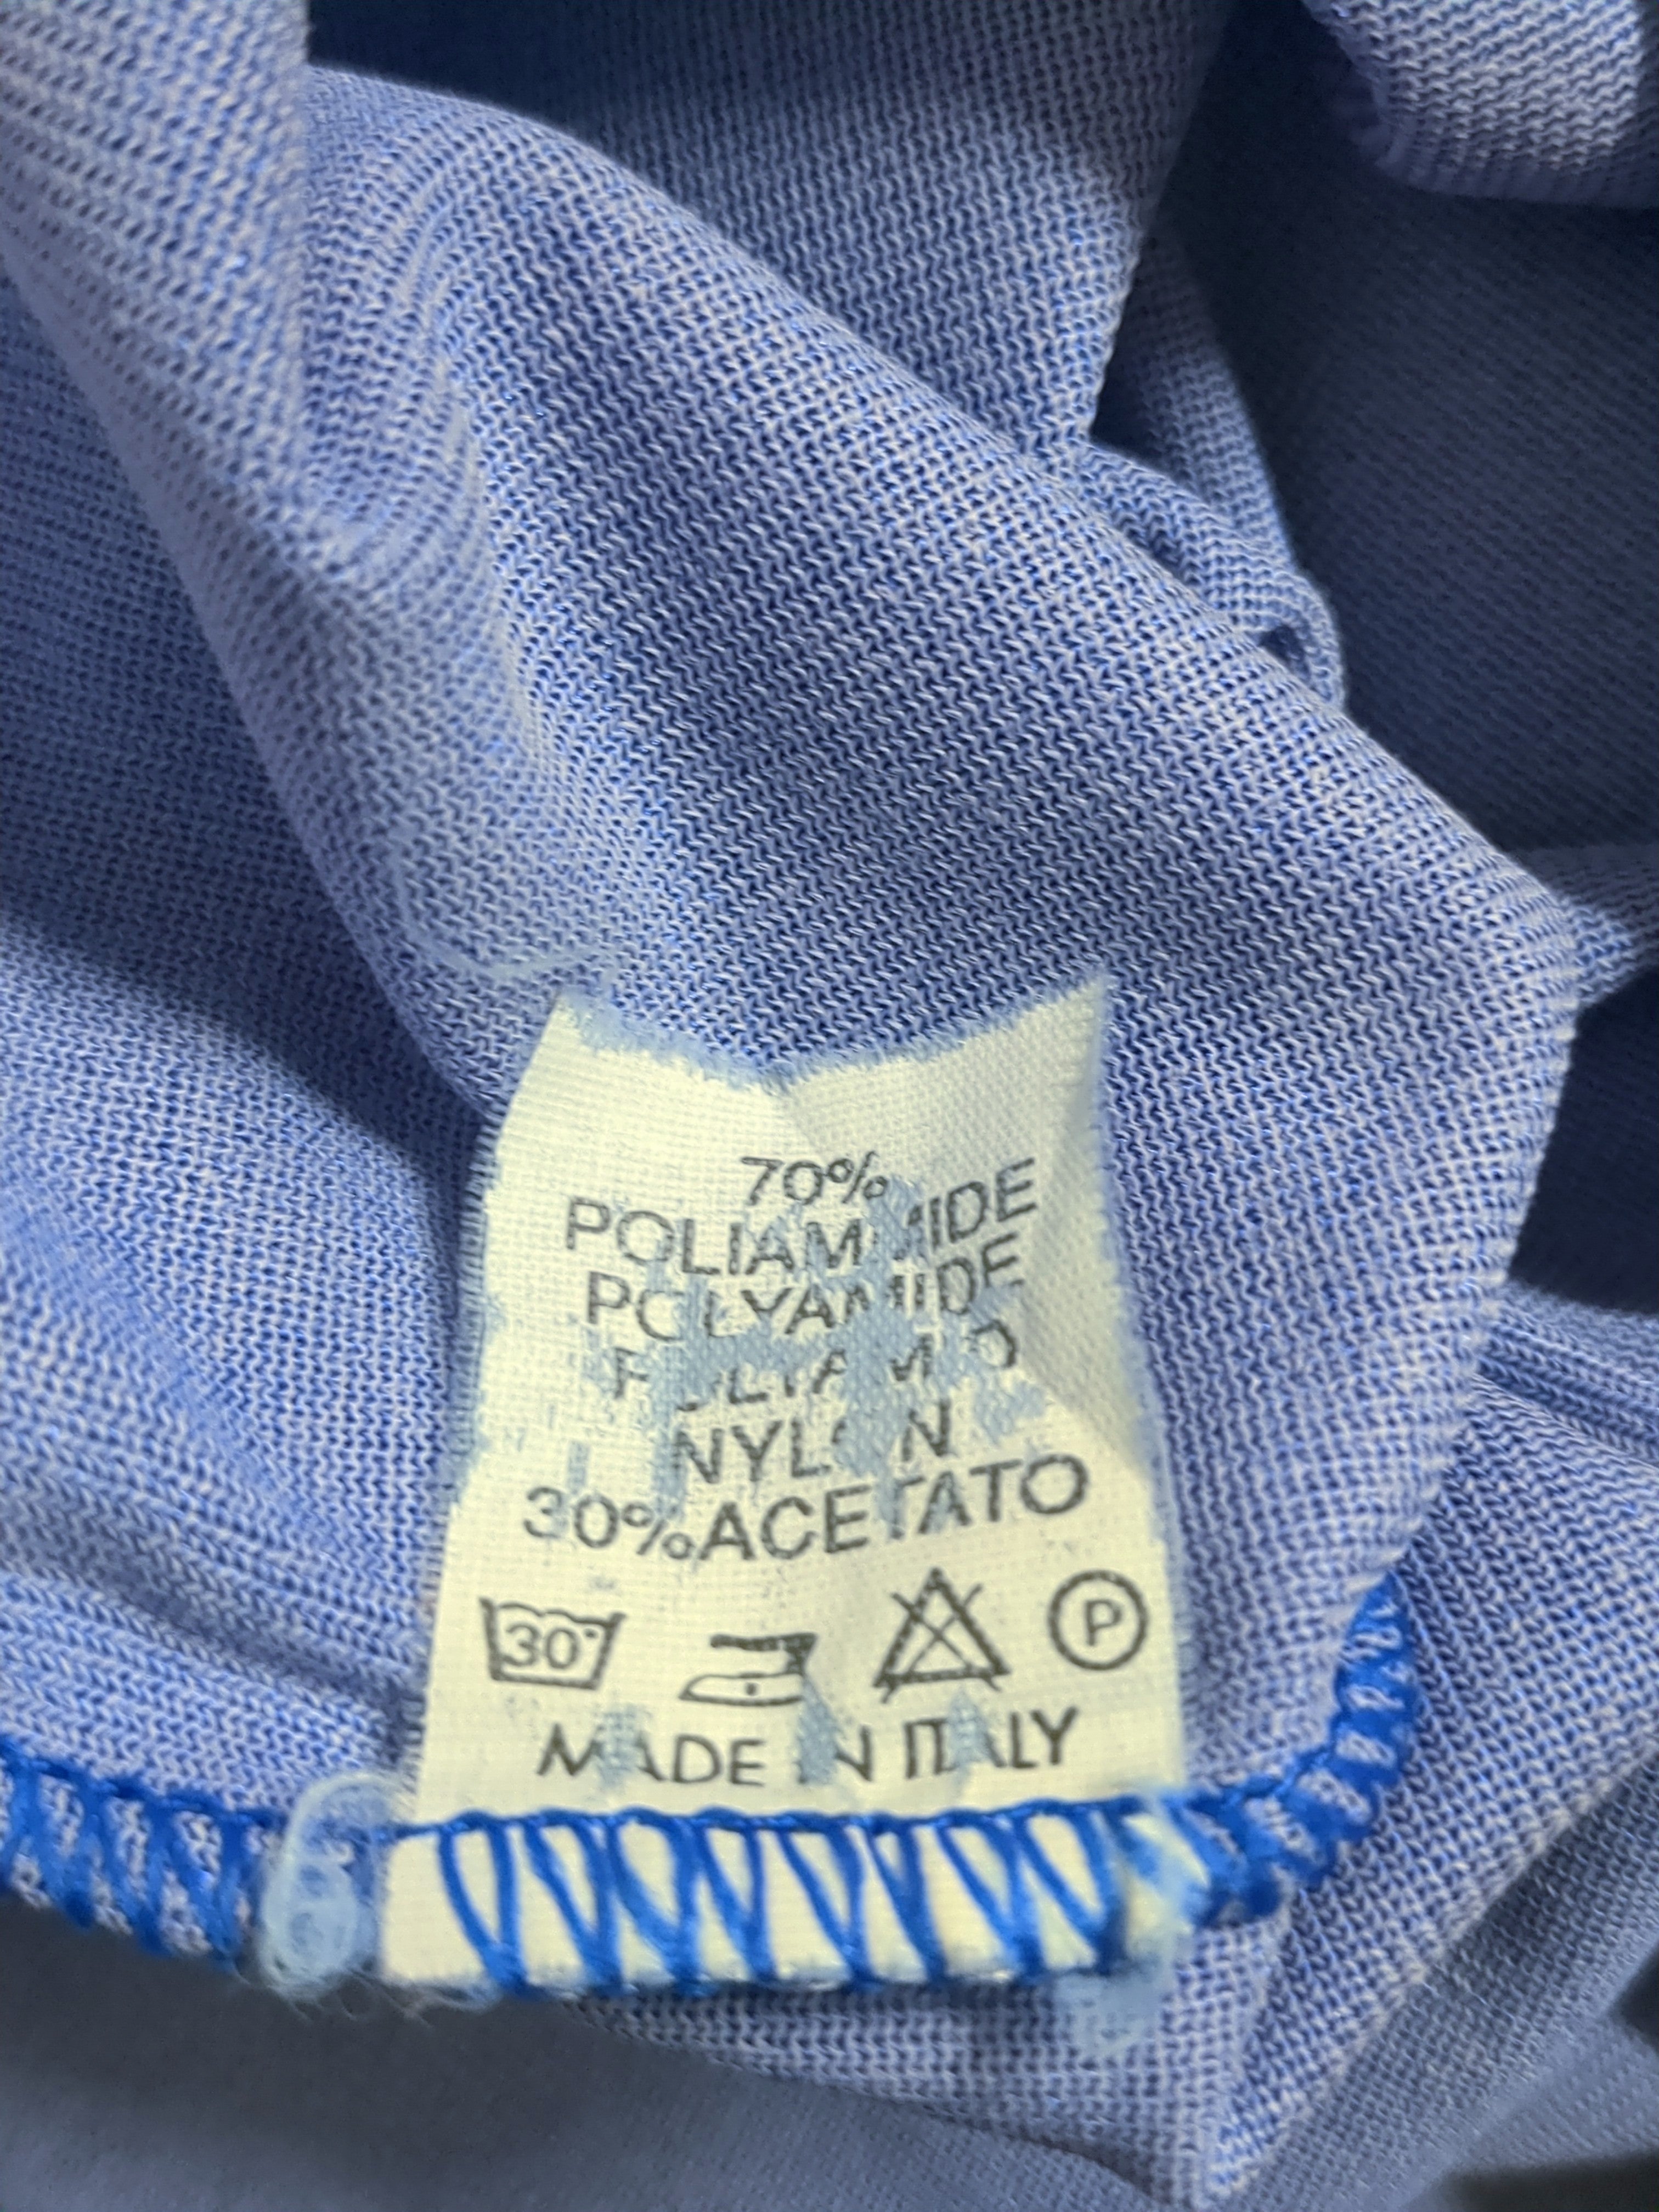 70%
POLIAMMIDE
POLYAMIDE
NYLON
30%ACETATO
30°
P
MADE IN ITALY